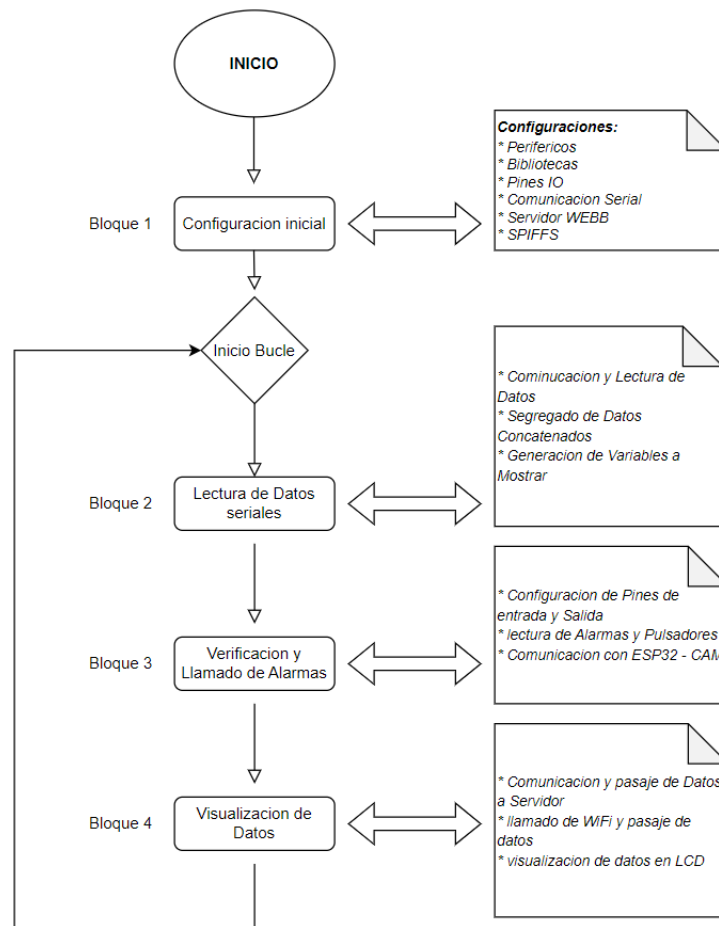 INICIO
Configuraciones:
* Perifericos
* Bibliotecas
* Pines IO
* Comunicacion Serial
* Servidor WEBB
* SPIFFS
Bloque 1
Configuracion inicial
Inicio Bucle
* Cominucacion y Lectura de
Datos
* Segregado de Datos
Concatenados
* Generacion de Variables a
Mostrar
Bloque 2
Lectura de Datos
seriales
* Configuracion de Pines de
entrada y Salida
* lectura de Alarmas y Pulsadores
* Comunicacion con ESP32 - CAM
Bloque 3
Verificacion y
Llamado de Alarmas
* Comunicacion y pasaje de Datos
a Servidor
* llamado de WiFi y pasaje de
datos
* visualizacion de datos en LCD
Bloque 4
Visualizacion de
Datos